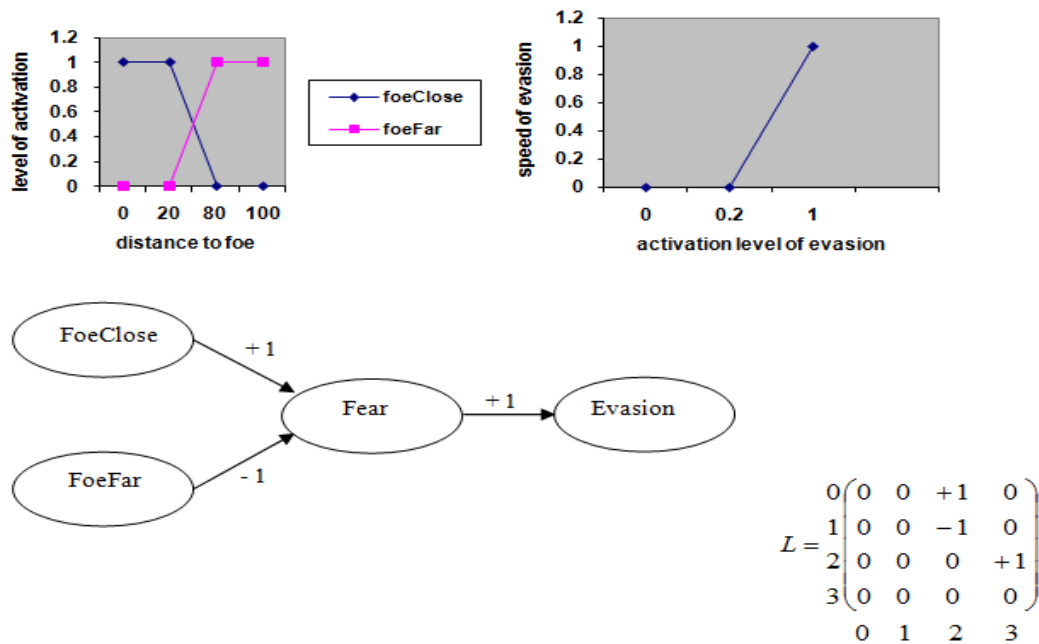 level of activation
1.2
1
0.8
0.6
0.4
0.2
0
0 20 80 100
distance to foe
foeClose
foeFar
speed of evasion
1.2
1
0.8
0.6
0.4
0.2
0
0 0.2 1
activation level of evasion
FoeClose
+ 1
Fear
+ 1
Evasion
FoeFar
- 1
L =
0 0 0 +1 0
1 0 0 −1 0
2 0 0 0 +1
3 0 0 0 0
0 1 2 3